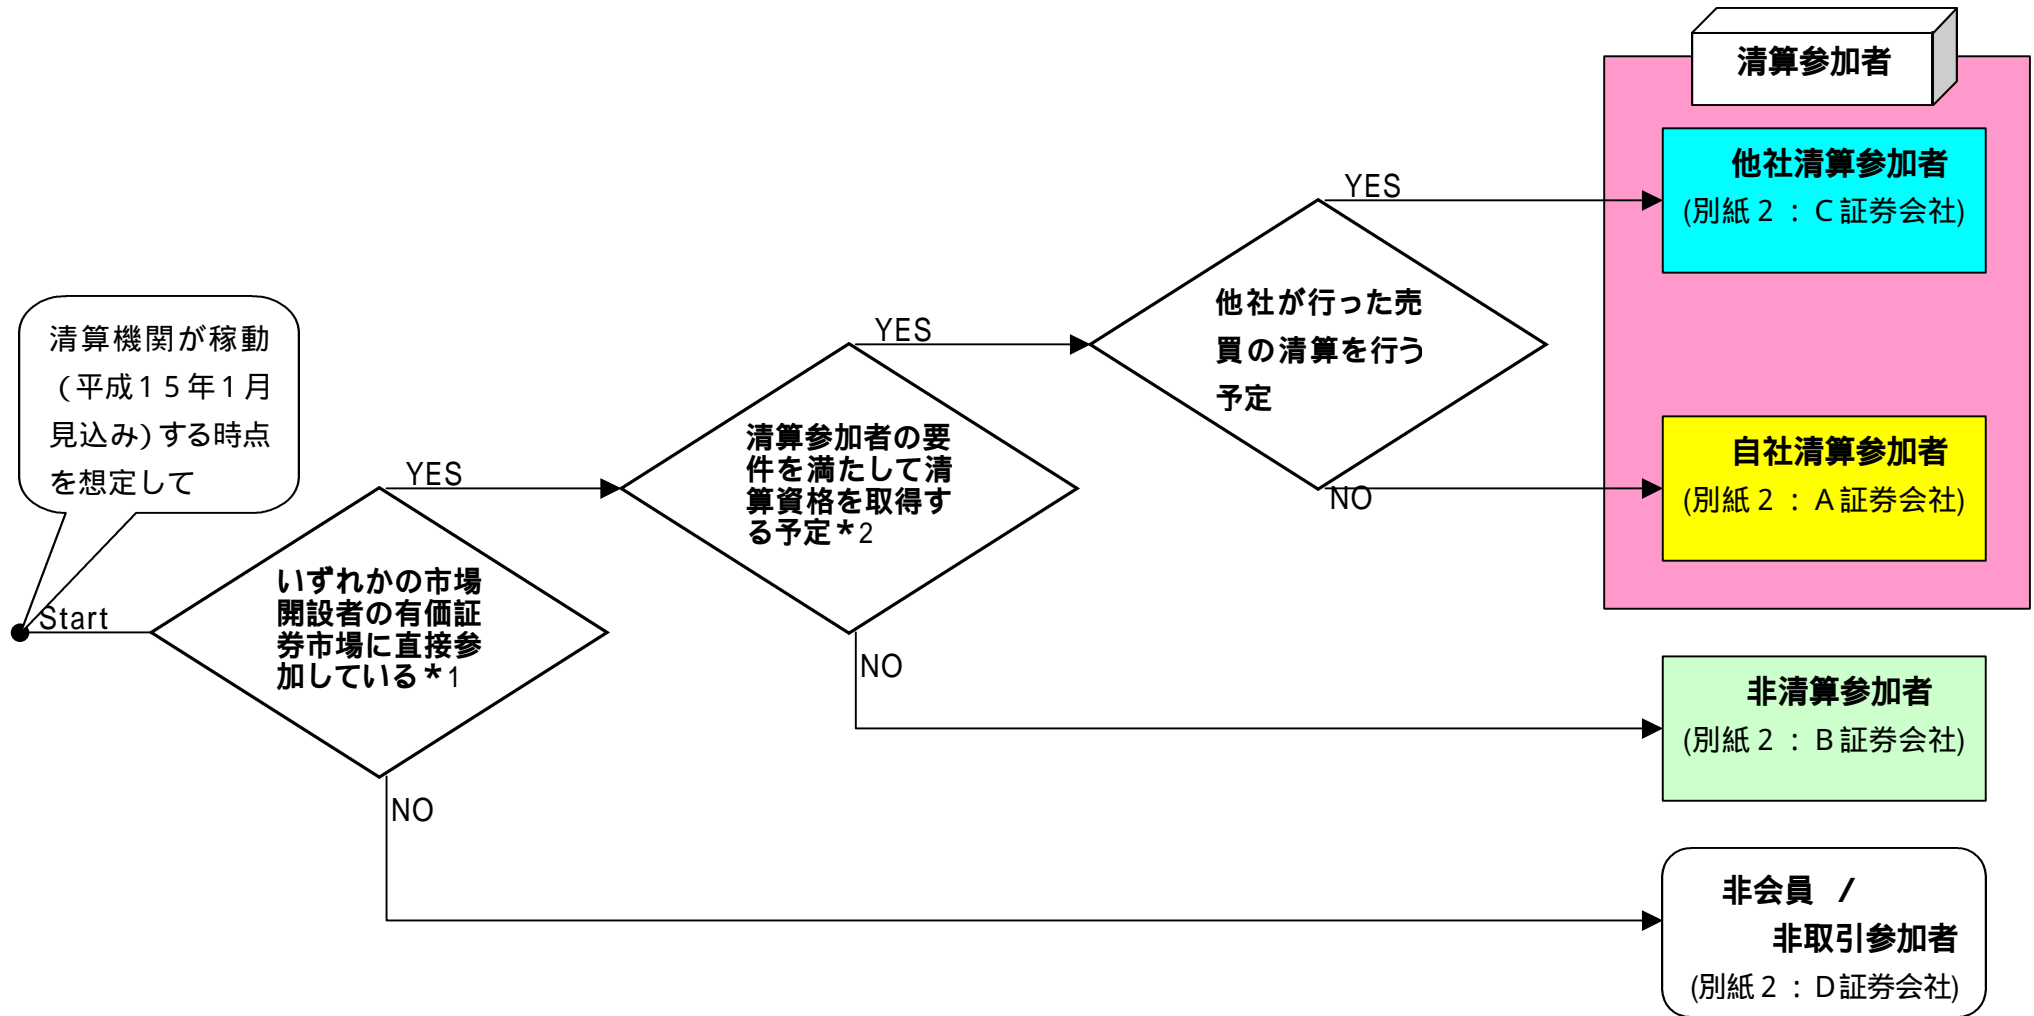 清算参加者
他社清算参加者
(別紙２：Ｃ証券会社)
YES
他社が行った売
買の清算を行う
予定
清算機関が稼動
（平成１５年１月
見込み）する時点
を想定して
YES
清算参加者の要
件を満たして清
算資格を取得す
る予定＊2
自社清算参加者
(別紙２：Ａ証券会社)
NO
YES
Start
いずれかの市場
開設者の有価証
券市場に直接参
加している＊1
NO
非清算参加者
(別紙２：Ｂ証券会社)
NO
非会員 /
非取引参加者
(別紙２：Ｄ証券会社)